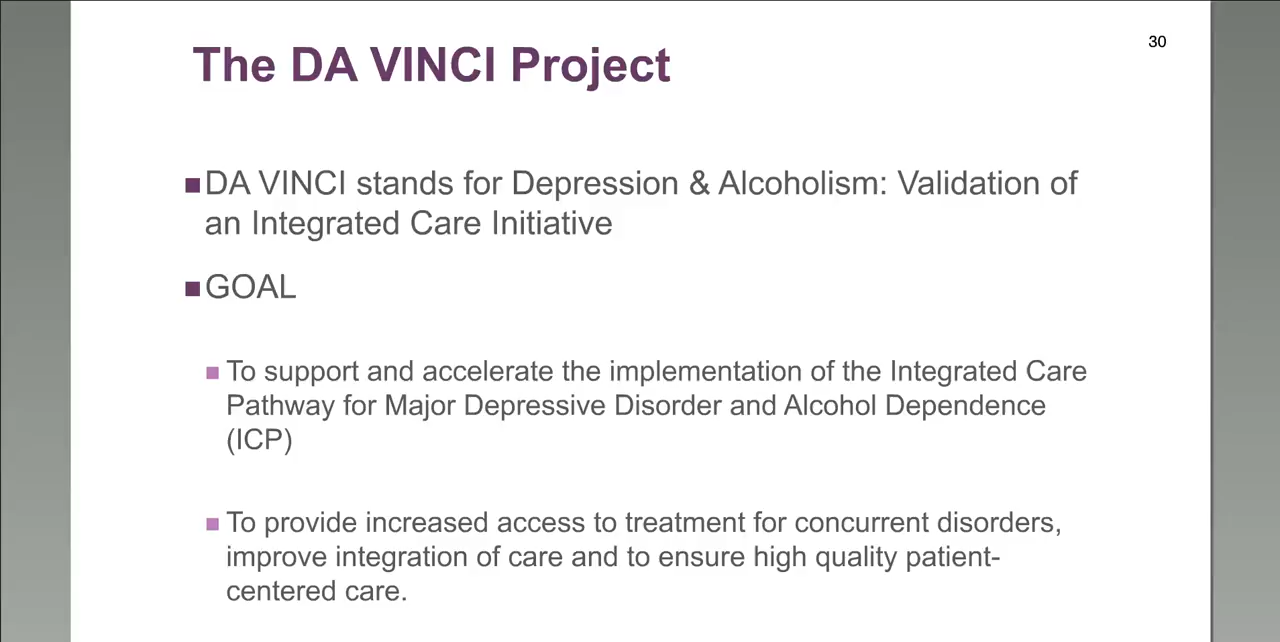 30
The DA VINCI Project
DA VINCI stands for Depression & Alcoholism: Validation of
an Integrated Care Initiative
GOAL
To support and accelerate the implementation of the Integrated Care
Pathway for Major Depressive Disorder and Alcohol Dependence
(ICP)
To provide increased access to treatment for concurrent disorders,
improve integration of care and to ensure high quality patient-
centered care.